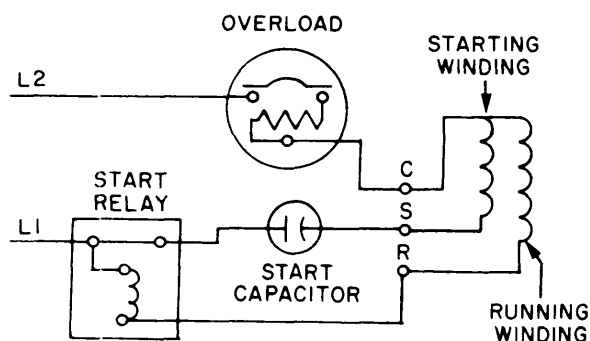 OVERLOAD
STARTING
WINDING
L2
START
RELAY
C
S
L1
R
START
CAPACITOR
RUNNING
WINDING